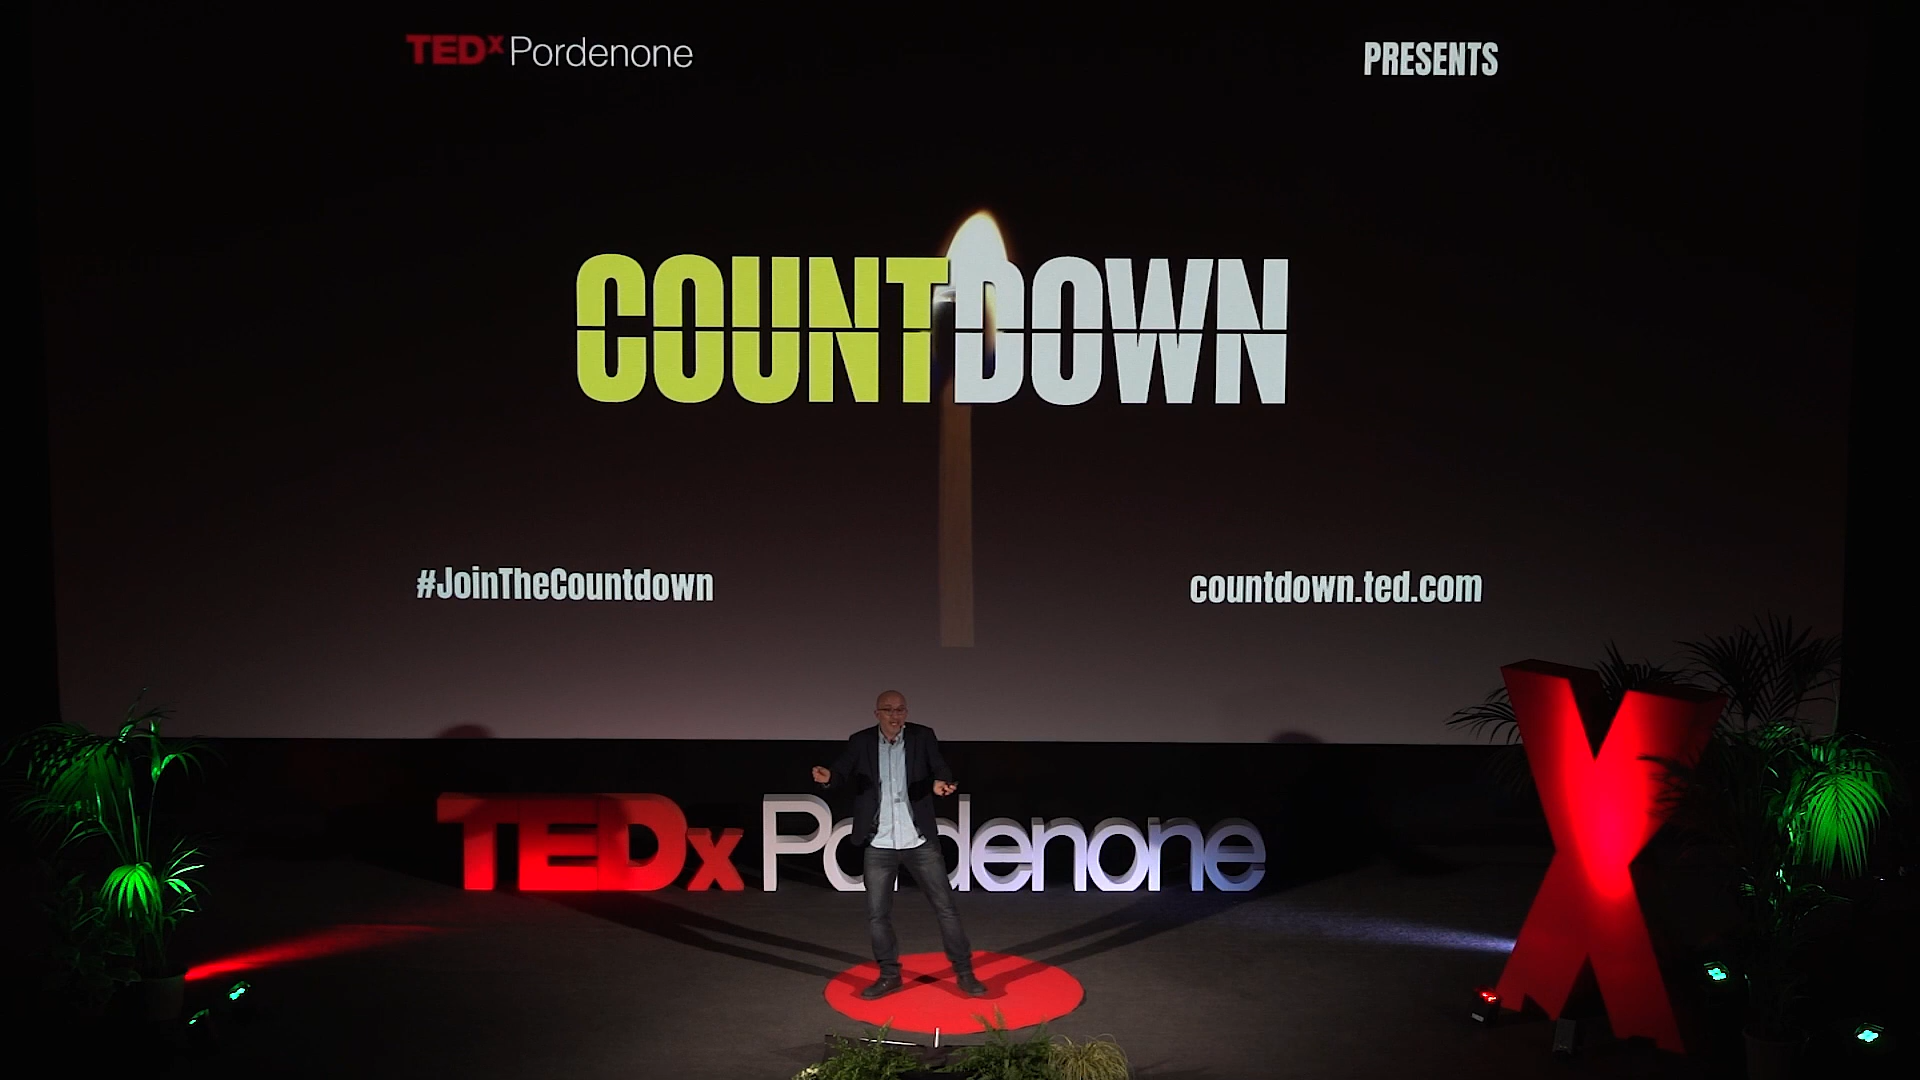 TEDx Pordenone
PRESENTS
COUNTDOWN
#JoinTheCountdown
countdown.ted.com
TEDx Pordenone
X